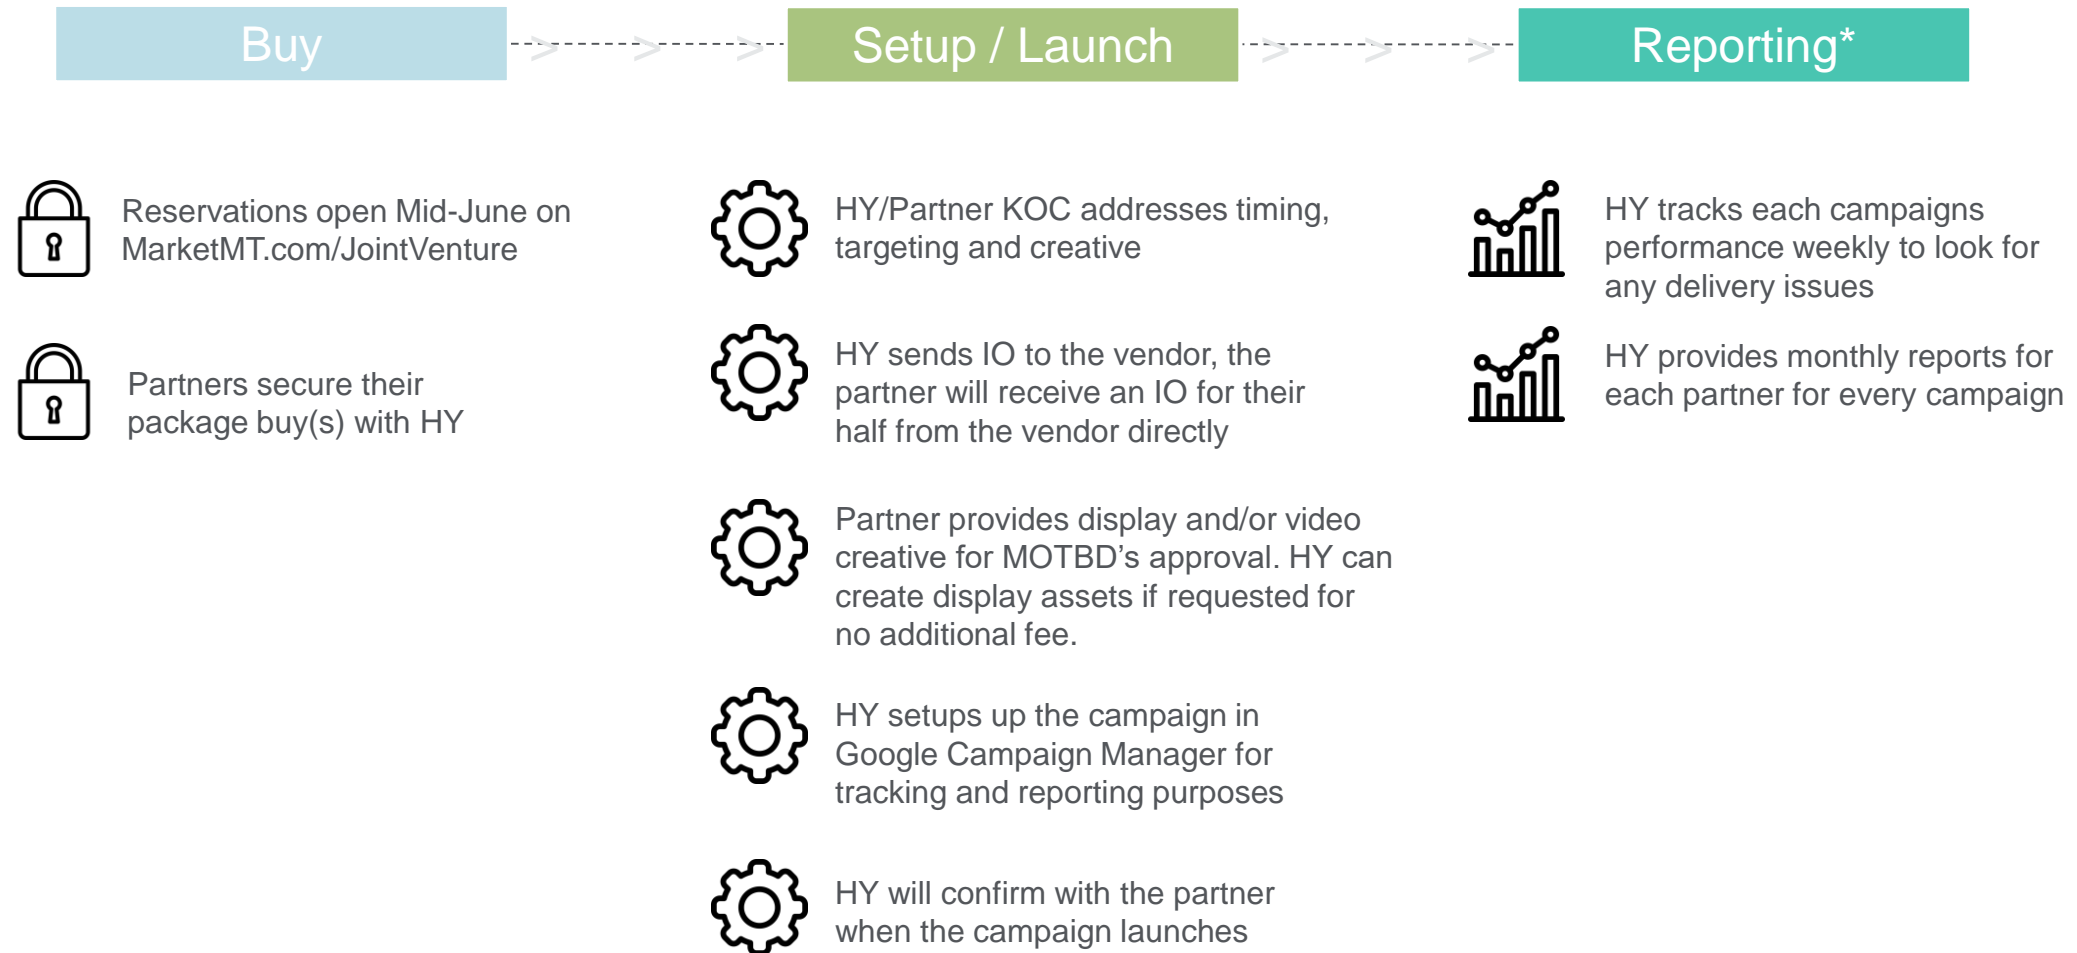 Buy
> > >
Setup / Launch
> > >
Reporting*
Reservations open Mid-June on
MarketMT.com/JointVenture
Partners secure their
package buy(s) with HY
HY/Partner KOC addresses timing,
targeting and creative
HY sends IO to the vendor, the
partner will receive an IO for their
half from the vendor directly
Partner provides display and/or video
creative for MOTBD’s approval. HY can
create display assets if requested for
no additional fee.
HY setups up the campaign in
Google Campaign Manager for
tracking and reporting purposes
HY will confirm with the partner
when the campaign launches
HY tracks each campaigns
performance weekly to look for
any delivery issues
HY provides monthly reports for
each partner for every campaign